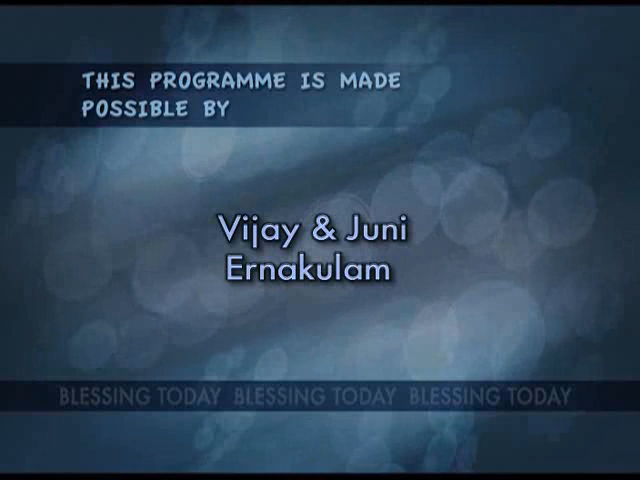 THIS PROGRAMME IS MADE
POSSIBLE BY
Vijay & Juni
Ernakulam
BLESSING TODAY BLESSING TODAY BLESSING TODAY